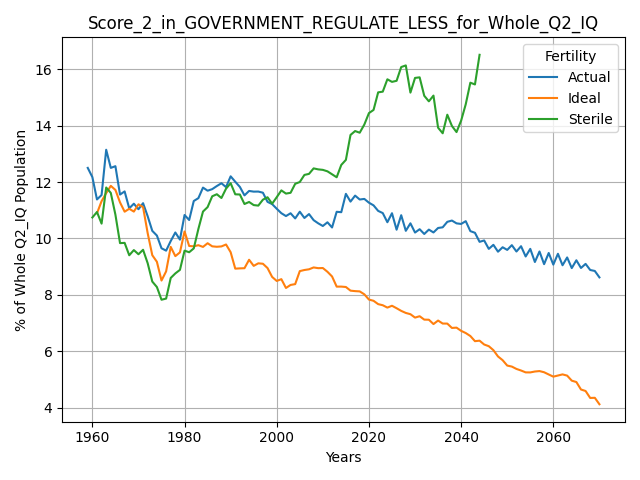 Score_2_in_GOVERNMENT_REGULATE_LESS_for_Whole_Q2_IQ
Fertility
Actual
Ideal
Sterile
% of Whole Q2_IQ Population
16
14
12
10
8
6
4
1960
1980
2000
2020
2040
2060
Years